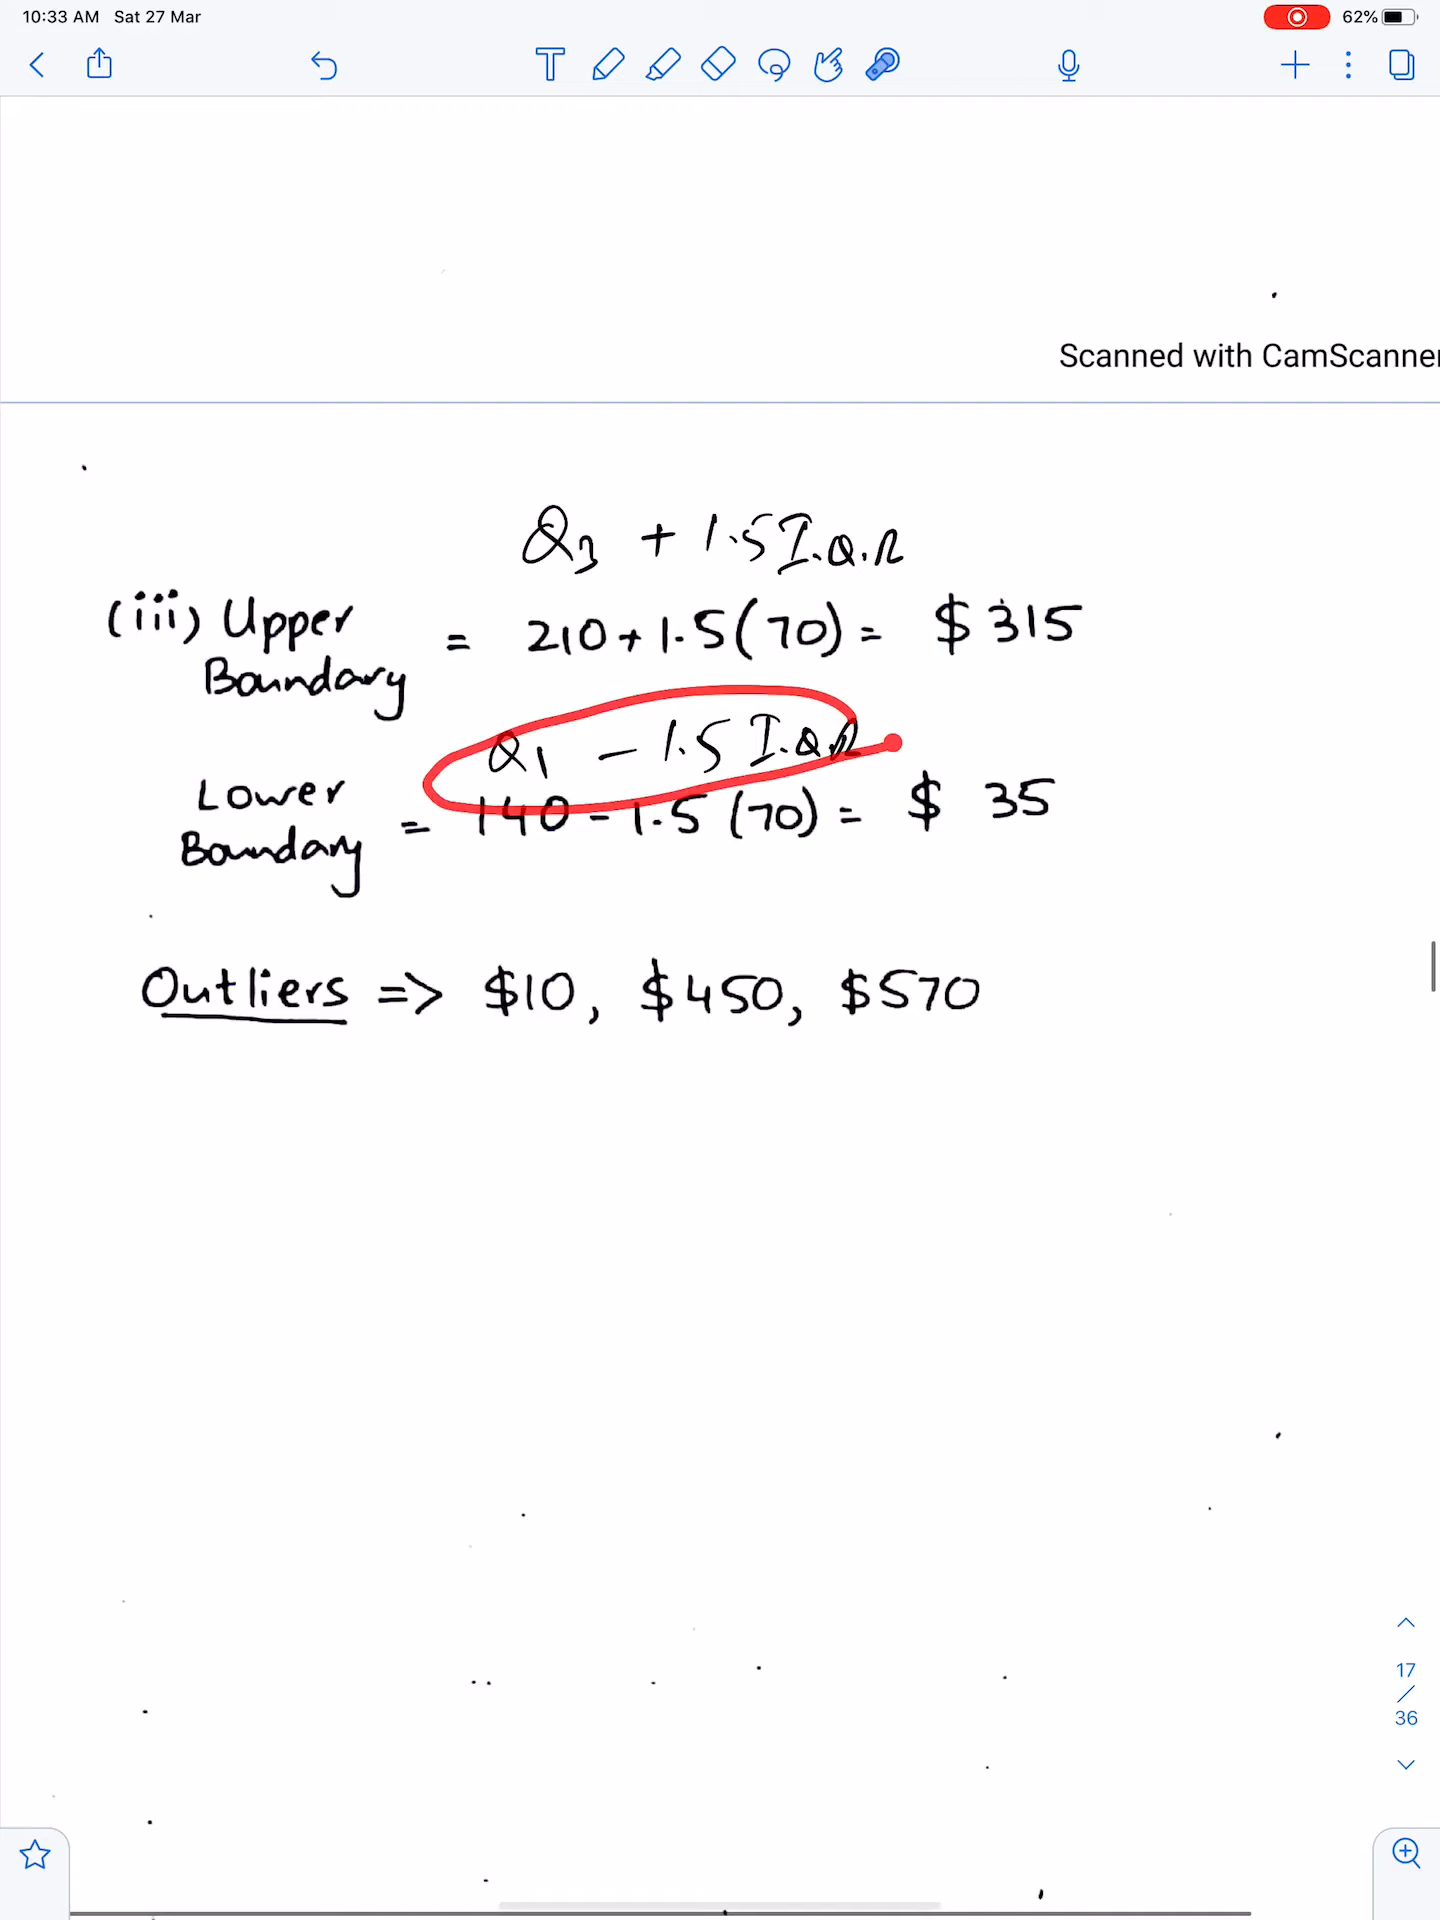 10:33 AM Sat 27 Mar 62%
Scanned with CamScanner
Q3 + 1.5 I.Q.R
(iii) Upper Boundary = 210 + 1.5 (70) = $ 315
Q1 - 1.5 I.Q.R
Lower Boundary = 140 - 1.5 (70) = $ 35
Outliers => $10, $450, $570
17
/
36